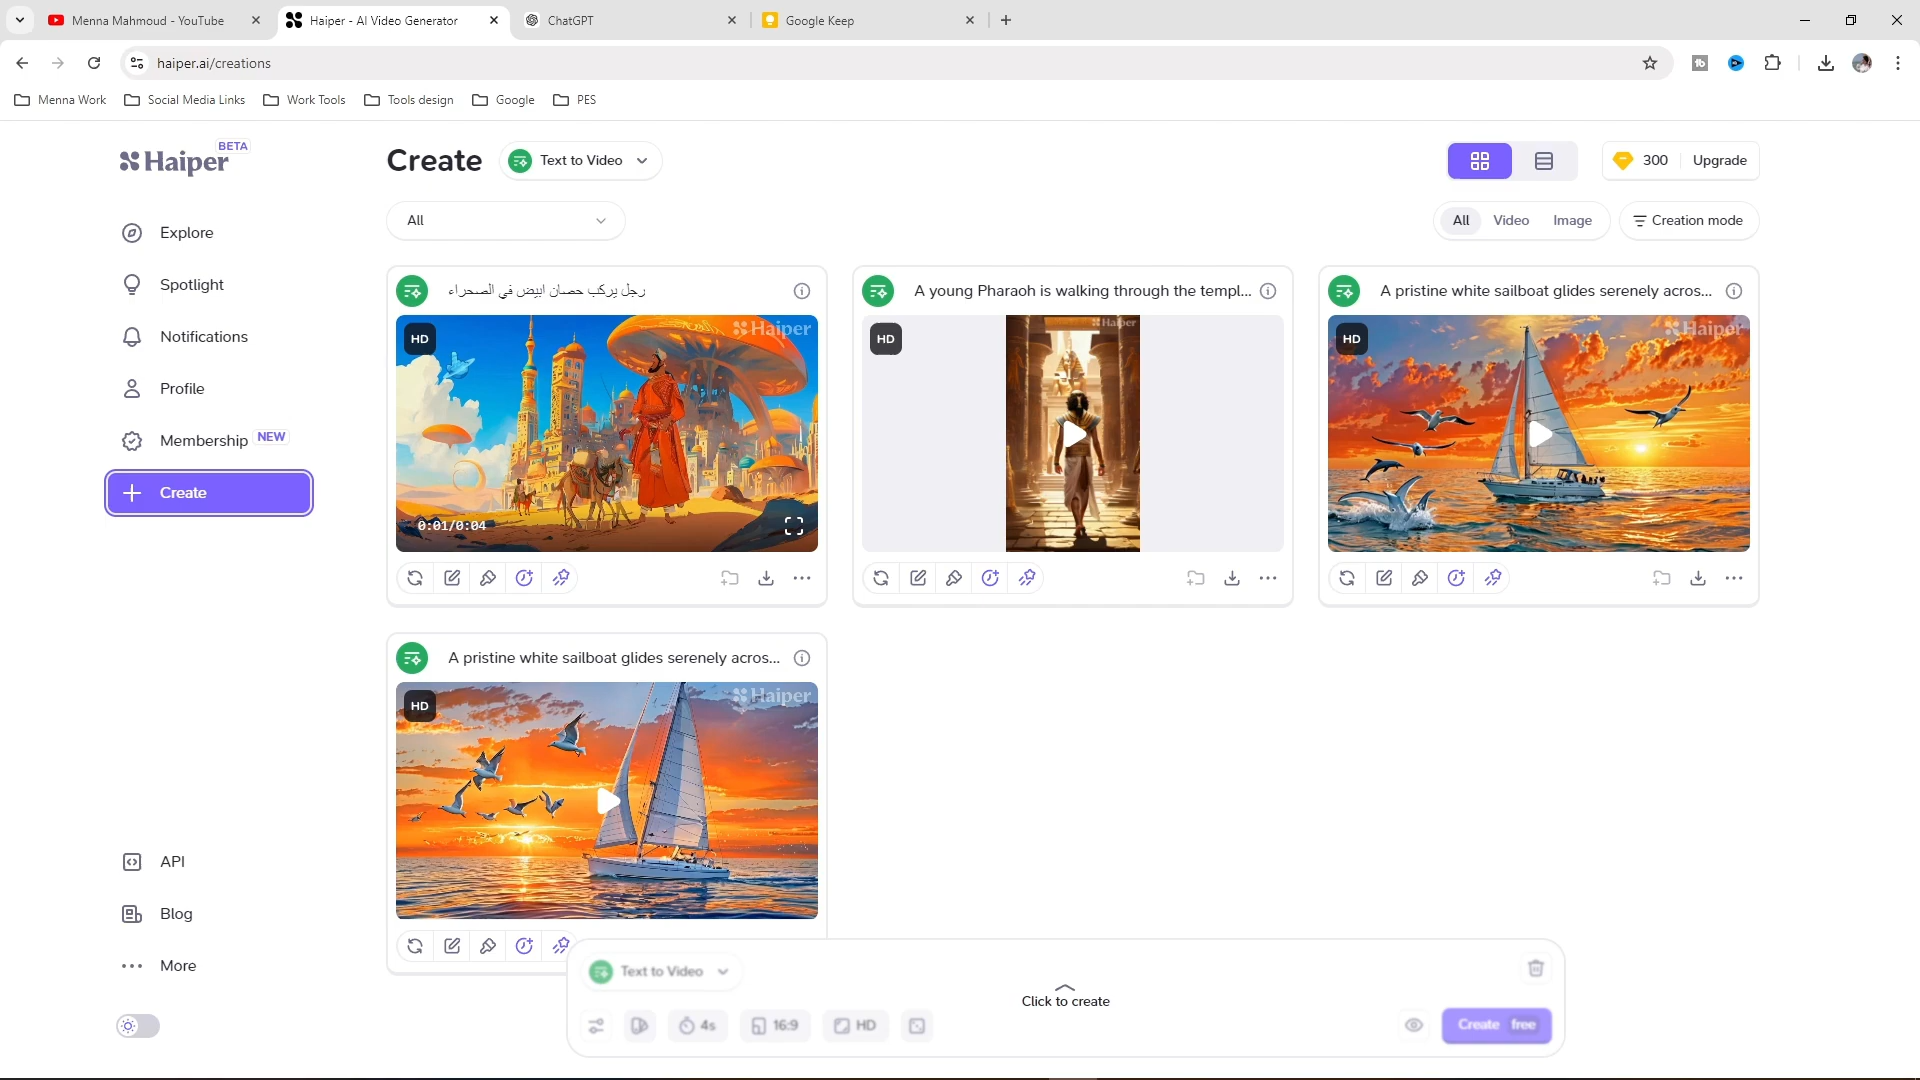 Menna Mahmoud - YouTube
Haiper - AI Video Generator
ChatGPT
Google Keep
haiper.ai/creations
Menna Work
Social Media Links
Work Tools
Tools design
Google
PES
Haiper BETA
Create
Text to Video
300
Upgrade
All
All
Video
Image
Creation mode
Explore
Spotlight
Notifications
Profile
Membership NEW
Create
رجل يركب حصان ابيض في الصحراء
HD
Haiper
0:01/0:04
A young Pharaoh is walking through the templ...
HD
Haiper
A pristine white sailboat glides serenely acros...
HD
Haiper
A pristine white sailboat glides serenely acros...
HD
Haiper
API
Blog
More
Text to Video
Click to create
4s
16:9
HD
Create free